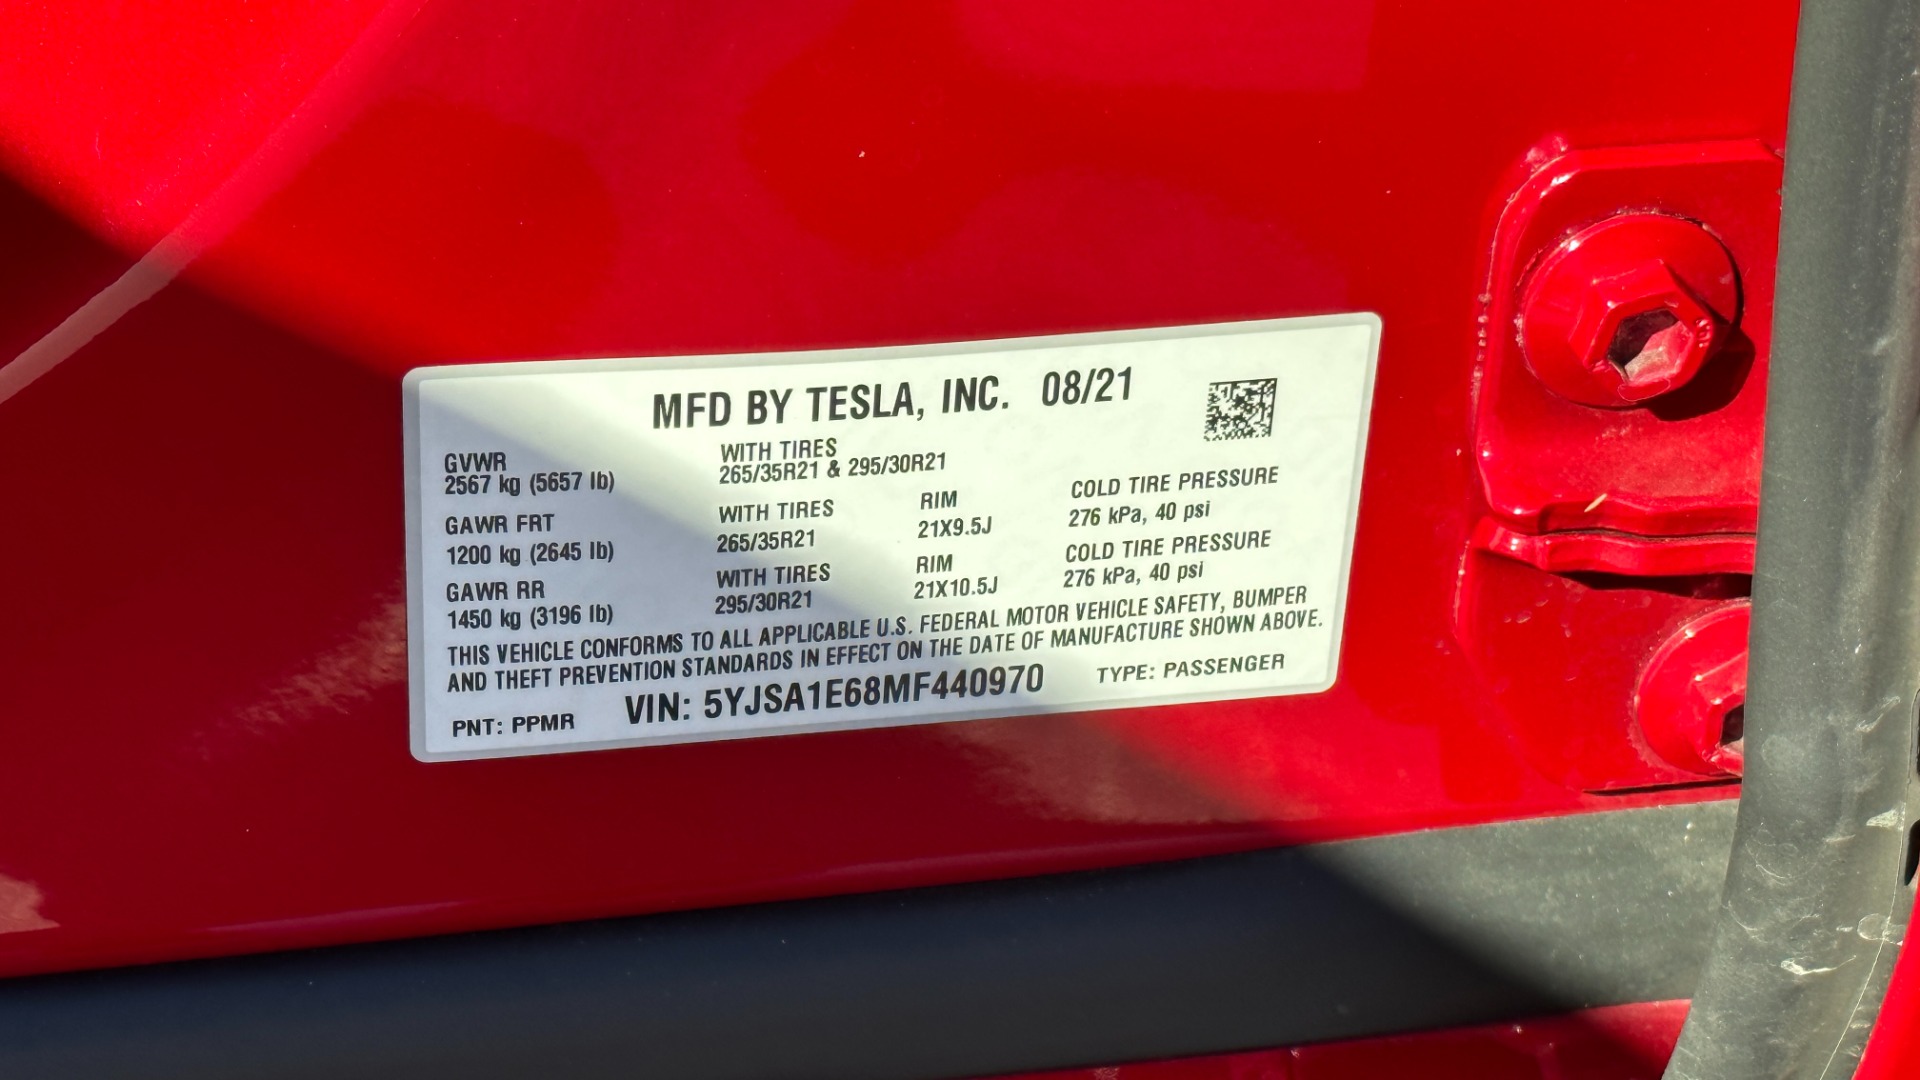 MFD BY TESLA, INC. 08/21
GVWR
2567 kg (5657 lb)
WITH TIRES
265/35R21 & 295/30R21
GAWR FRT
1200 kg (2645 lb)
WITH TIRES
265/35R21
RIM
21X9.5J
COLD TIRE PRESSURE
276 kPa, 40 psi
GAWR RR
1450 kg (3196 lb)
WITH TIRES
295/30R21
RIM
21X10.5J
COLD TIRE PRESSURE
276 kPa, 40 psi
THIS VEHICLE CONFORMS TO ALL APPLICABLE U.S. FEDERAL MOTOR VEHICLE SAFETY, BUMPER
AND THEFT PREVENTION STANDARDS IN EFFECT ON THE DATE OF MANUFACTURE SHOWN ABOVE.
PNT: PPMR VIN: 5YJSA1E68MF440970 TYPE: PASSENGER